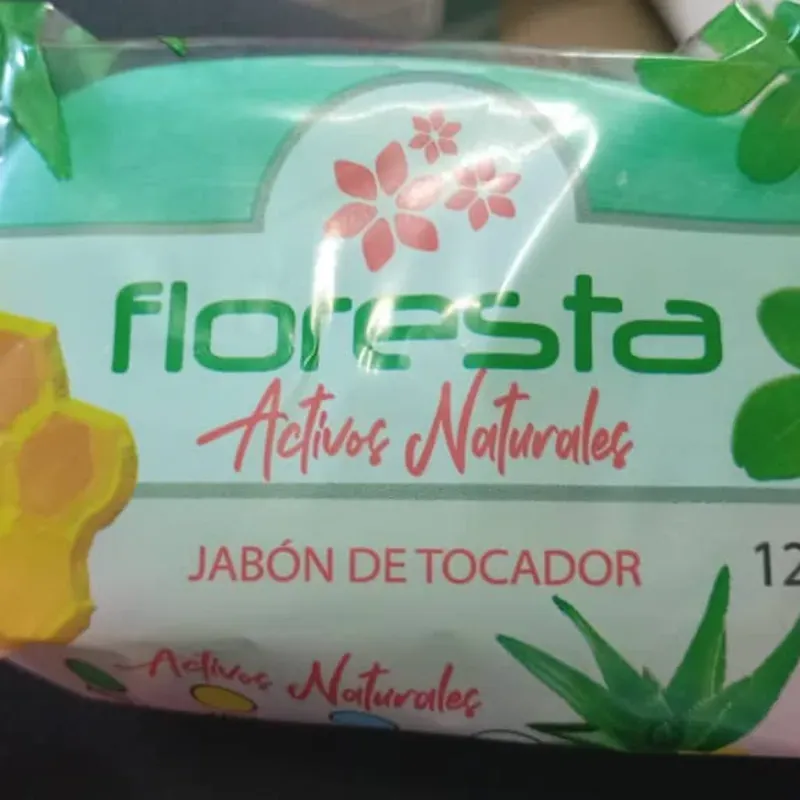 floresta
Activos Naturales
JABÓN DE TOCADOR
12
Activos Naturales